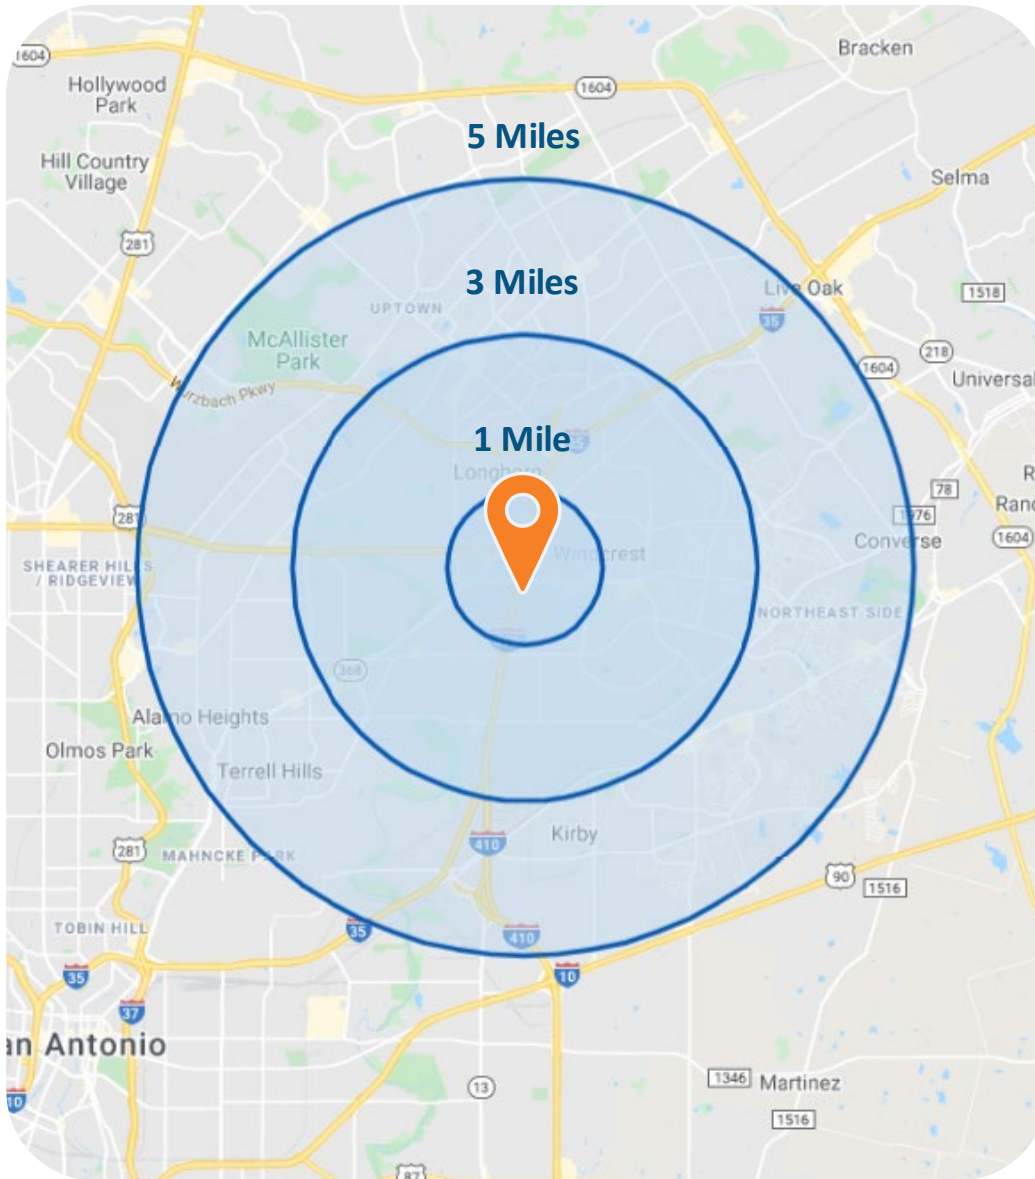 Bracken
1604
Hollywood
Park
1604
5 Miles
Hill Country
Village
Selma
281
3 Miles
Live Oak
1518
UPTOWN
35
McAllister
Park
218
1604
Universal
Wurzbach Pkwy
1 Mile
35
Longhorn
78
R
Rand
281
1976
1604
Converse
Windcrest
SHEARER HILLS
/ RIDGEVIEW
NORTHEAST SIDE
410
368
Alamo Heights
Olmos Park
Terrell Hills
Kirby
410
281
MAHNCKE PARK
90
1516
TOBIN HILL
35
410
35
10
37
an Antonio
13
1346
Martinez
10
1516
87